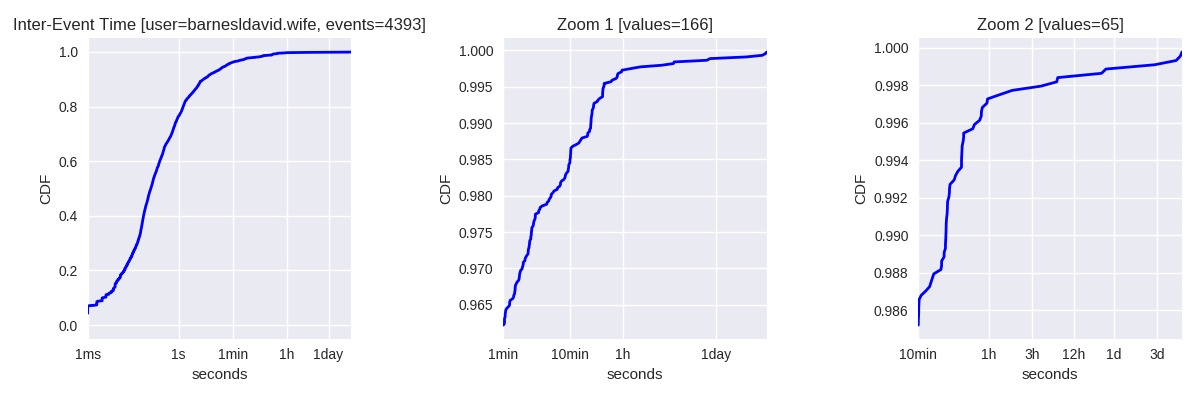 Inter-Event Time [user=barnesldavid.wife, events=4393]
CDF
1.0
0.8
0.6
0.4
0.2
0.0
1ms
1s
1min
1h
1day
seconds
Zoom 1 [values=166]
CDF
1.000
0.995
0.990
0.985
0.980
0.975
0.970
0.965
1min
10min
1h
1day
seconds
Zoom 2 [values=65]
CDF
1.000
0.998
0.996
0.994
0.992
0.990
0.988
0.986
10min
1h
3h
12h
1d
3d
seconds